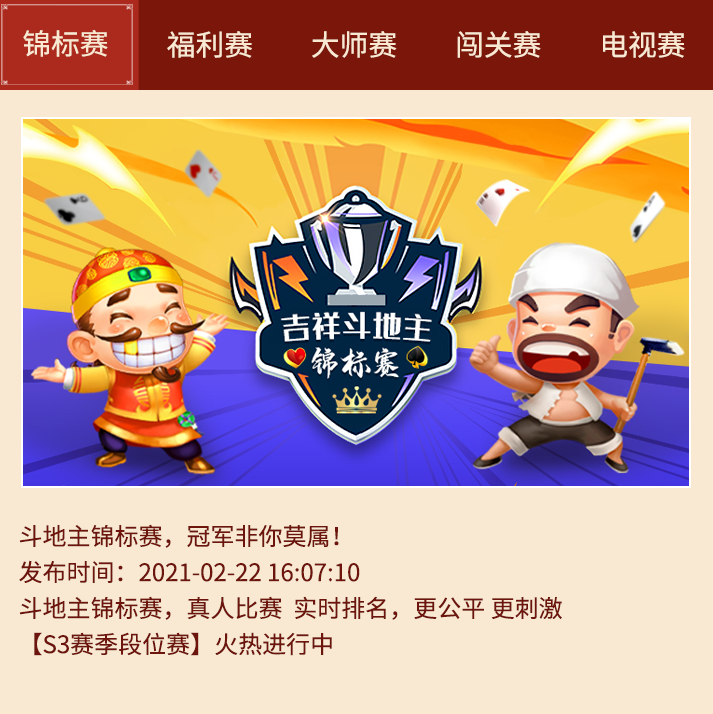 锦标赛 福利赛 大师赛 闯关赛 电视赛
吉祥斗地主
锦标赛
斗地主锦标赛，冠军非你莫属！
发布时间：2021-02-22 16:07:10
斗地主锦标赛，真人比赛 实时排名，更公平 更刺激
【S3赛季段位赛】火热进行中